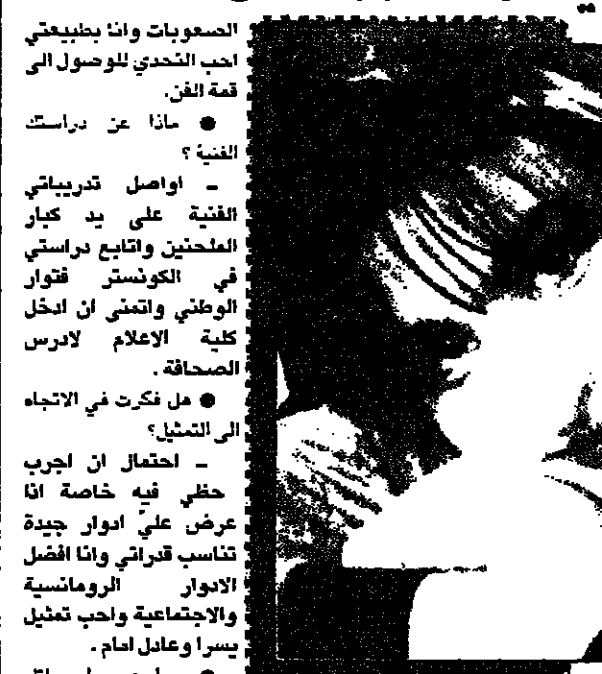 الصعوبات وانا بطبيعتي
احب التحدي للوصول الى
قمة الفن.
● ماذا عن دراستك
الفنية ؟
- اواصل تدريباتي
الفنية على يد كبار
الملحنين واتابع دراستي
في الكونستر فتوار
الوطني واتمنى ان ادخل
كلية الاعلام لادرس
الصحافة .
● هل فكرت في الاتجاه
الى التمثيل؟
- احتمال ان اجرب
حظي فيه خاصة اذا
عرض عليّ ادوار جيدة
تناسب قدراتي وانا افضل
الادوار الرومانسية
والاجتماعية واحب تمثيل
يسرا وعادل امام .